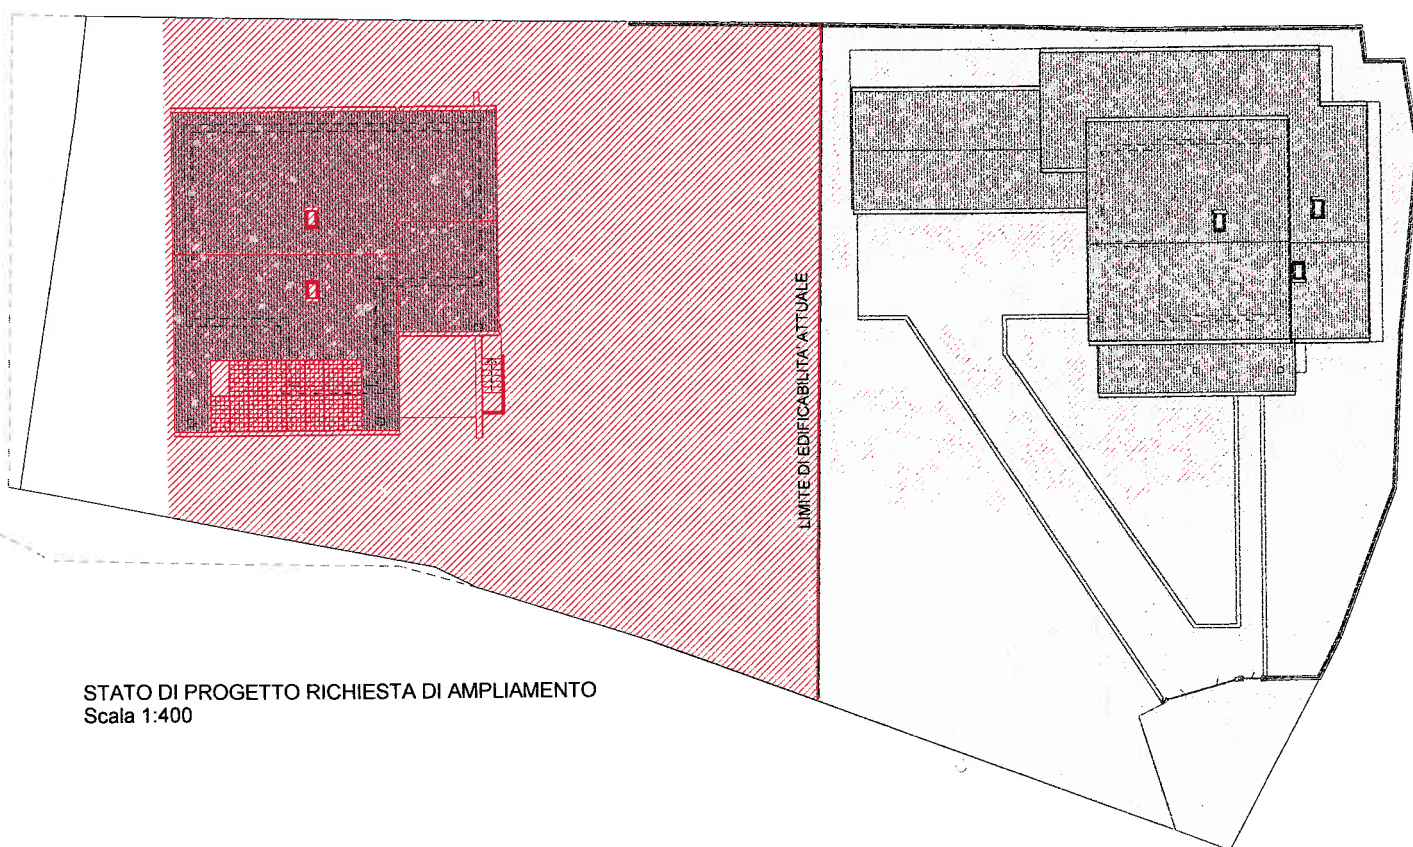 LIMITE DI EDIFICABILITA' ATTUALE
STATO DI PROGETTO RICHIESTA DI AMPLIAMENTO
Scala 1:400